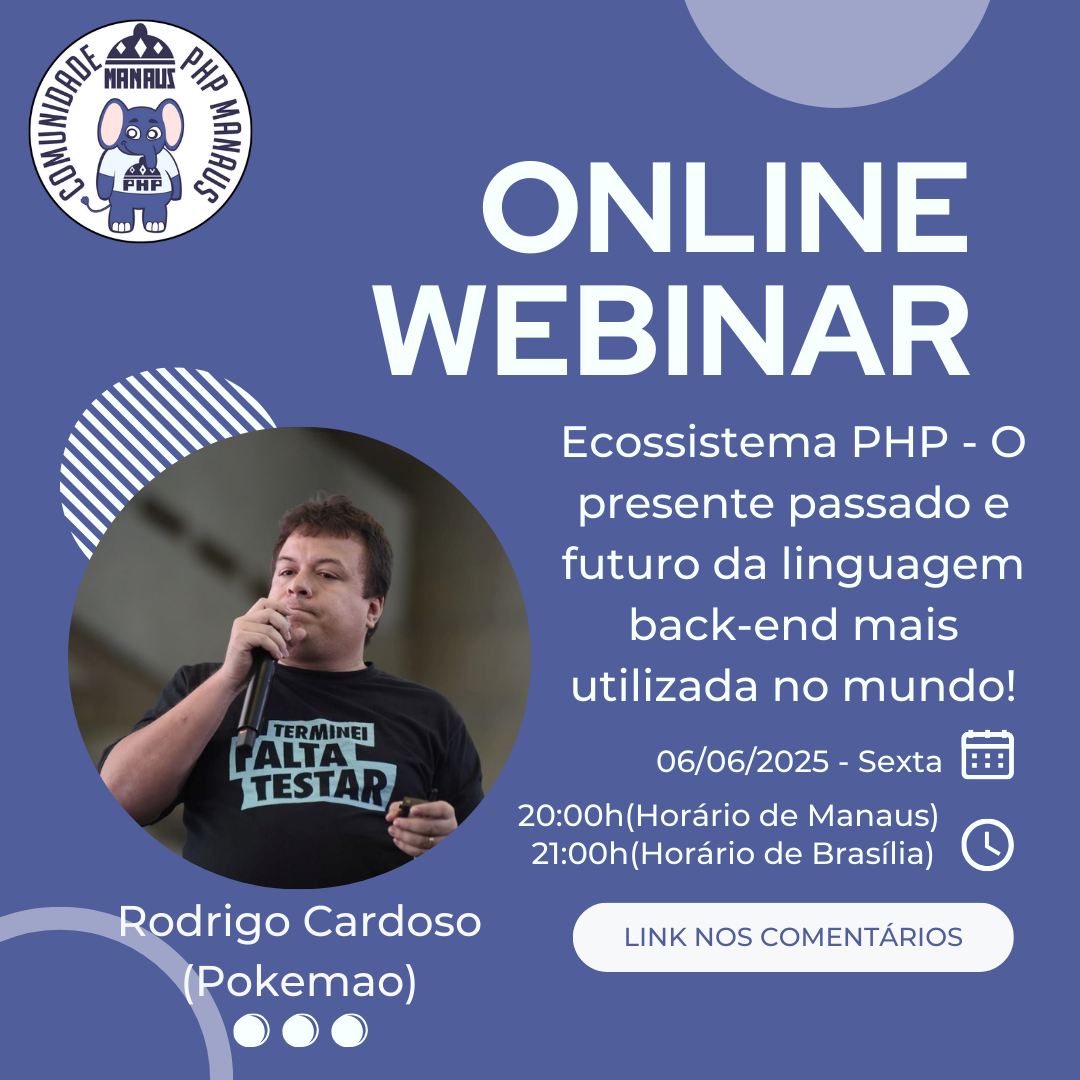 COMUNIDADE PHP MANAUS
MANAUS
PHP
ONLINE
WEBINAR
Ecossistema PHP - O
presente passado e
futuro da linguagem
back-end mais
utilizada no mundo!
TERMINEI
FALTA
TESTAR
06/06/2025 - Sexta
20:00h(Horário de Manaus)
21:00h(Horário de Brasília)
LINK NOS COMENTÁRIOS
Rodrigo Cardoso
(Pokemao)